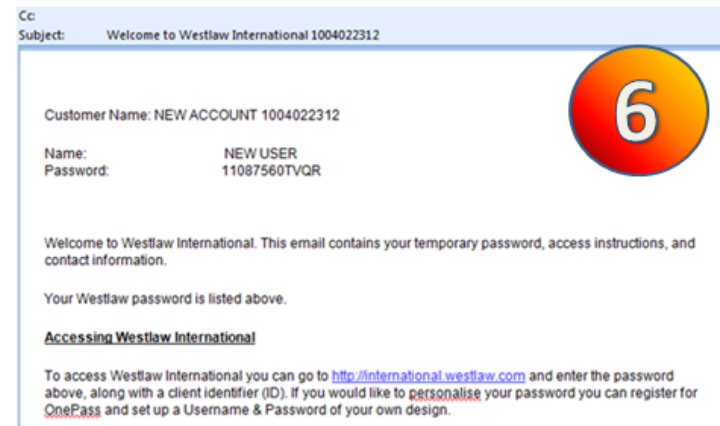 Cc:
Subject: Welcome to Westlaw International 1004022312
6
Customer Name: NEW ACCOUNT 1004022312
Name: NEW USER
Password: 11087560TVQR
Welcome to Westlaw International. This email contains your temporary password, access instructions, and
contact information.
Your Westlaw password is listed above.
Accessing Westlaw International
To access Westlaw International you can go to http://international.westlaw.com and enter the password
above, along with a client identifier (ID). If you would like to personalise your password you can register for
OnePass and set up a Username & Password of your own design.